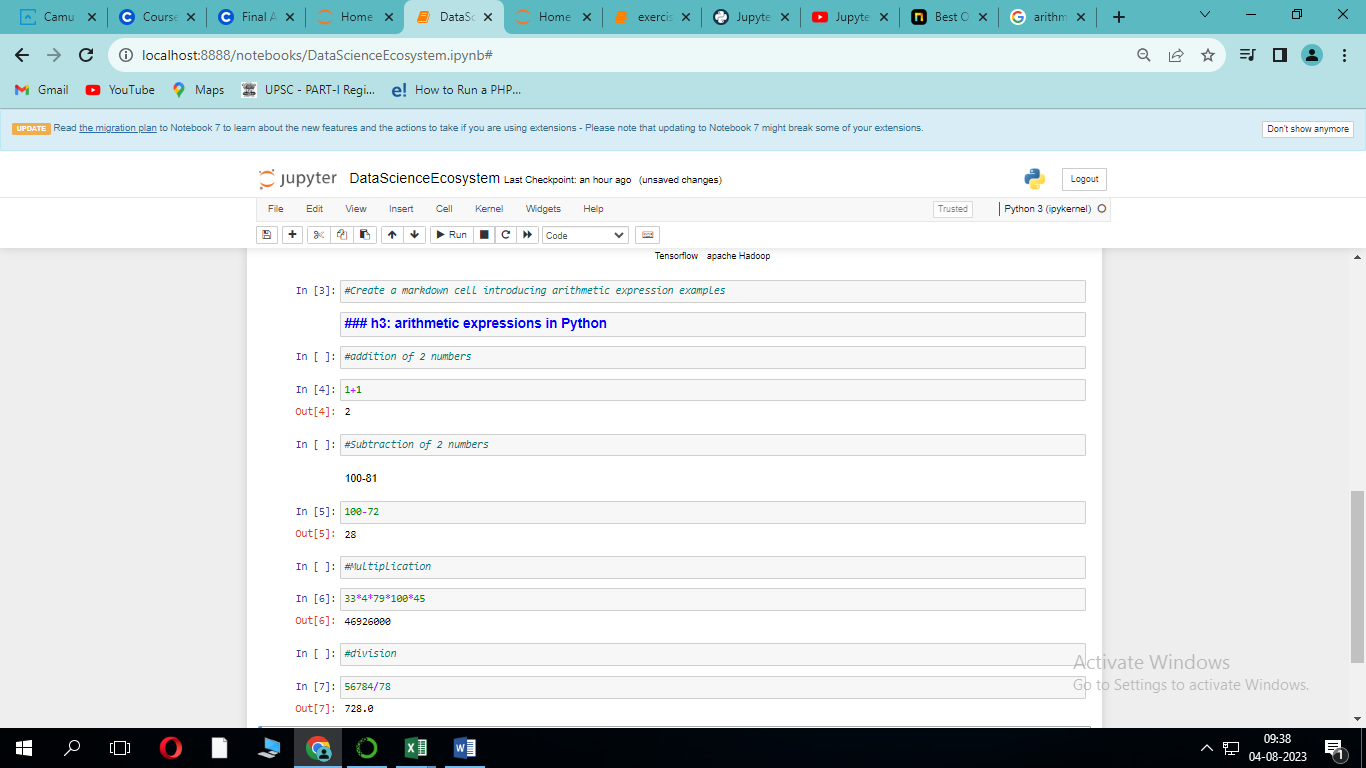 Camu
Course
Final A
Home
DataSc
Home
exercis
Jupyte
Jupyte
Best O
arithm
localhost:8888/notebooks/DataScienceEcosystem.ipynb#
Gmail YouTube Maps UPSC - PART-I Regi... e! How to Run a PHP...
UPDATE Read the migration plan to Notebook 7 to learn about the new features and the actions to take if you are using extensions - Please note that updating to Notebook 7 might break some of your extensions. Don't show anymore
jupyter DataScienceEcosystem Last Checkpoint: an hour ago (unsaved changes) Logout
File Edit View Insert Cell Kernel Widgets Help Trusted Python 3 (ipykernel)
Run Code
Tensorflow apache Hadoop
In [3]: #Create a markdown cell introducing arithmetic expression examples
### h3: arithmetic expressions in Python
In [ ]: #addition of 2 numbers
In [4]: 1+1
Out[4]: 2
In [ ]: #Subtraction of 2 numbers
100-81
In [5]: 100-72
Out[5]: 28
In [ ]: #Multiplication
In [6]: 33*4*79*100*45
Out[6]: 46926000
In [ ]: #division
In [7]: 56784/78
Out[7]: 728.0
Activate Windows
Go to Settings to activate Windows.
09:38
04-08-2023
1